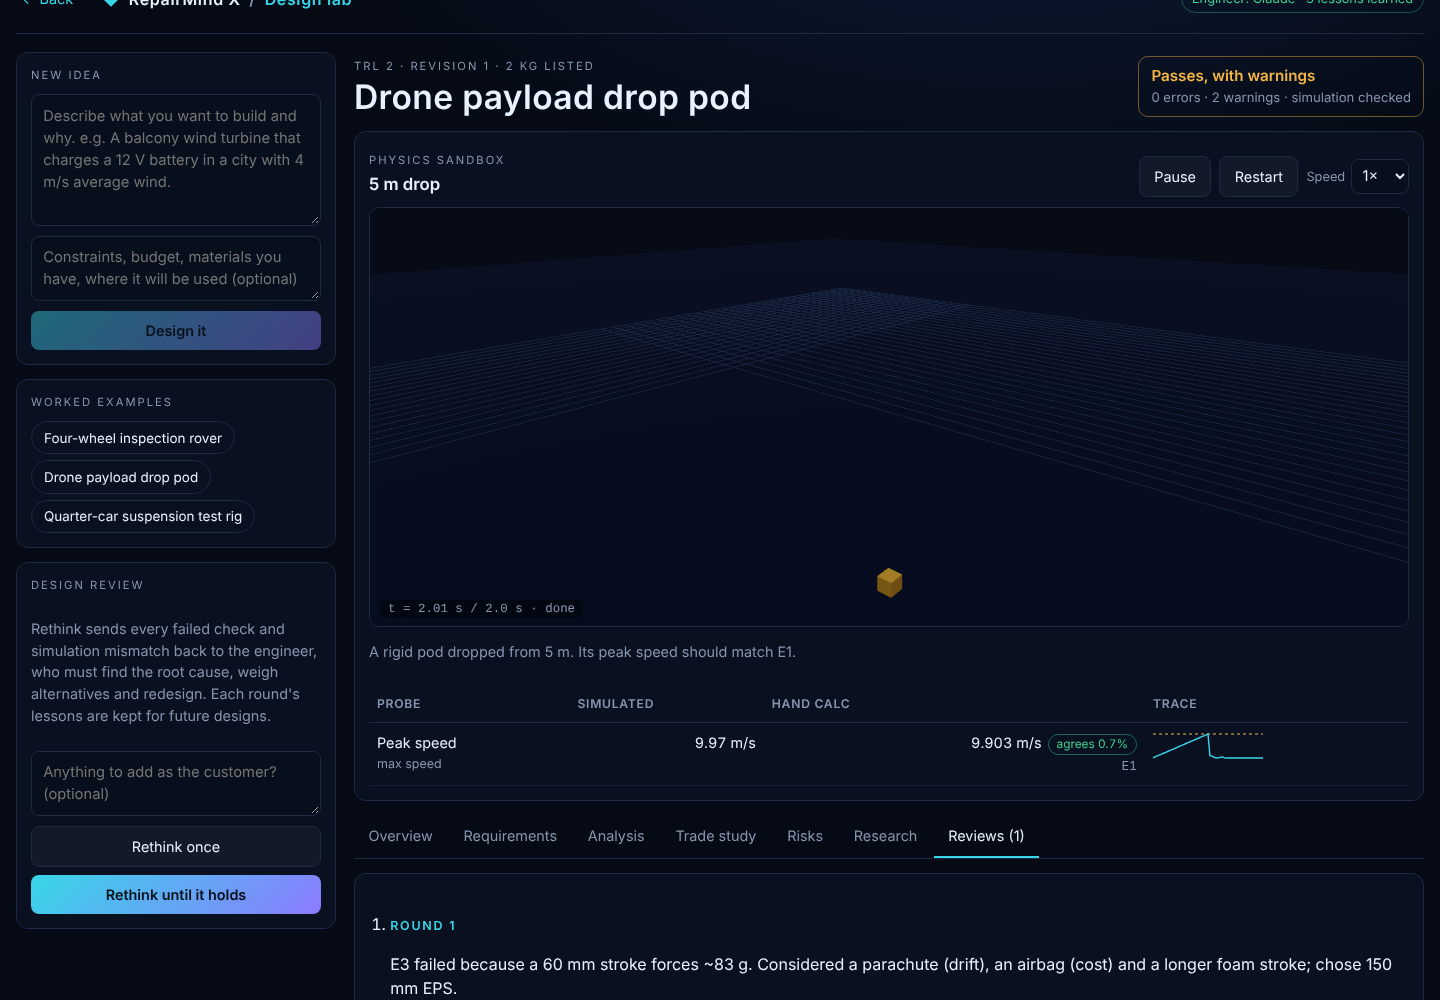 Back RepairMind X / Design lab
Engineer: Claude · 3 lessons learned
NEW IDEA
Describe what you want to build and
why. e.g. A balcony wind turbine that
charges a 12 V battery in a city with 4
m/s average wind.
Constraints, budget, materials you
have, where it will be used (optional)
Design it
WORKED EXAMPLES
Four-wheel inspection rover
Drone payload drop pod
Quarter-car suspension test rig
DESIGN REVIEW
Rethink sends every failed check and
simulation mismatch back to the engineer,
who must find the root cause, weigh
alternatives and redesign. Each round's
lessons are kept for future designs.
Anything to add as the customer?
(optional)
Rethink once
Rethink until it holds
TRL 2 · REVISION 1 · 2 KG LISTED
Drone payload drop pod
Passes, with warnings
0 errors · 2 warnings · simulation checked
PHYSICS SANDBOX
5 m drop
Pause Restart Speed 1×
t = 2.01 s / 2.0 s · done
A rigid pod dropped from 5 m. Its peak speed should match E1.
PROBE SIMULATED HAND CALC TRACE
Peak speed 9.97 m/s 9.903 m/s agrees 0.7%
max speed E1
Overview Requirements Analysis Trade study Risks Research Reviews (1)
1. ROUND 1
E3 failed because a 60 mm stroke forces ~83 g. Considered a parachute (drift), an airbag (cost) and a longer foam stroke; chose 150
mm EPS.